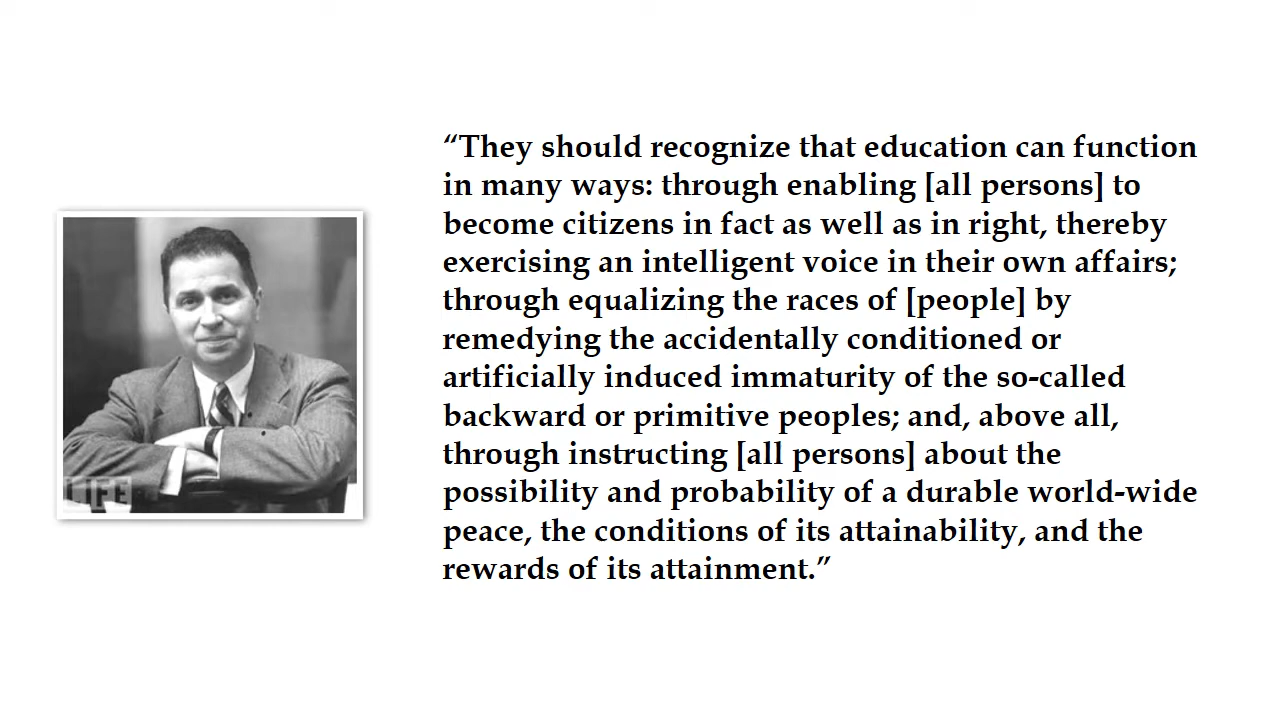 “They should recognize that education can function
in many ways: through enabling [all persons] to
become citizens in fact as well as in right, thereby
exercising an intelligent voice in their own affairs;
through equalizing the races of [people] by
remedying the accidentally conditioned or
artificially induced immaturity of the so-called
backward or primitive peoples; and, above all,
through instructing [all persons] about the
possibility and probability of a durable world-wide
peace, the conditions of its attainability, and the
rewards of its attainment.”
LIFE